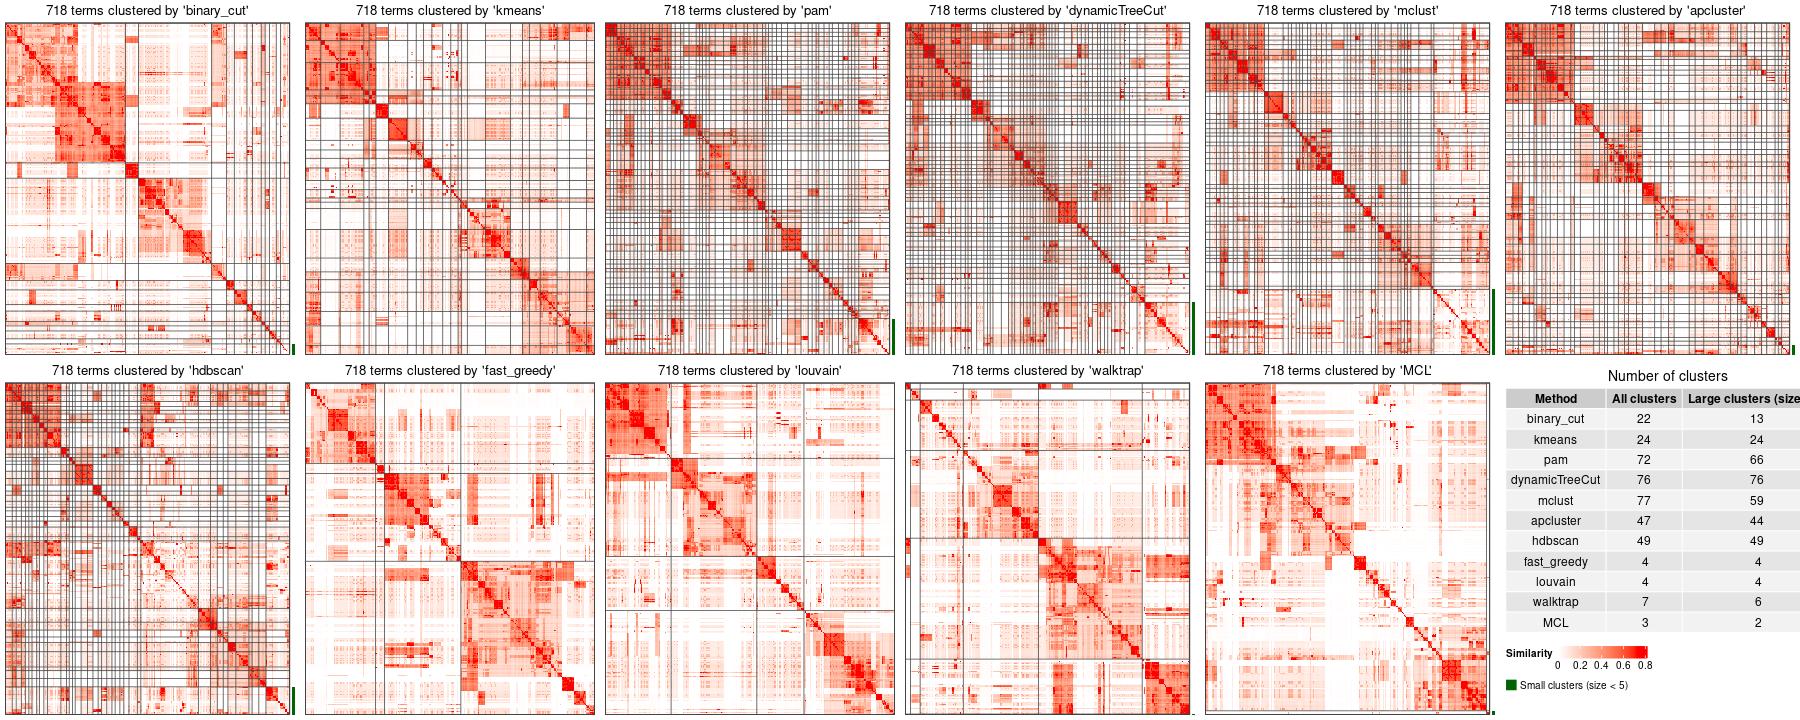 718 terms clustered by 'binary_cut'
718 terms clustered by 'kmeans'
718 terms clustered by 'pam'
718 terms clustered by 'dynamicTreeCut'
718 terms clustered by 'mclust'
718 terms clustered by 'apcluster'
718 terms clustered by 'hdbscan'
718 terms clustered by 'fast_greedy'
718 terms clustered by 'louvain'
718 terms clustered by 'walktrap'
718 terms clustered by 'MCL'
Number of clusters
Method All clusters Large clusters (size
binary_cut 22 13
kmeans 24 24
pam 72 66
dynamicTreeCut 76 76
mclust 77 59
apcluster 47 44
hdbscan 49 49
fast_greedy 4 4
louvain 4 4
walktrap 7 6
MCL 3 2
Similarity
0 0.2 0.4 0.6 0.8
Small clusters (size < 5)